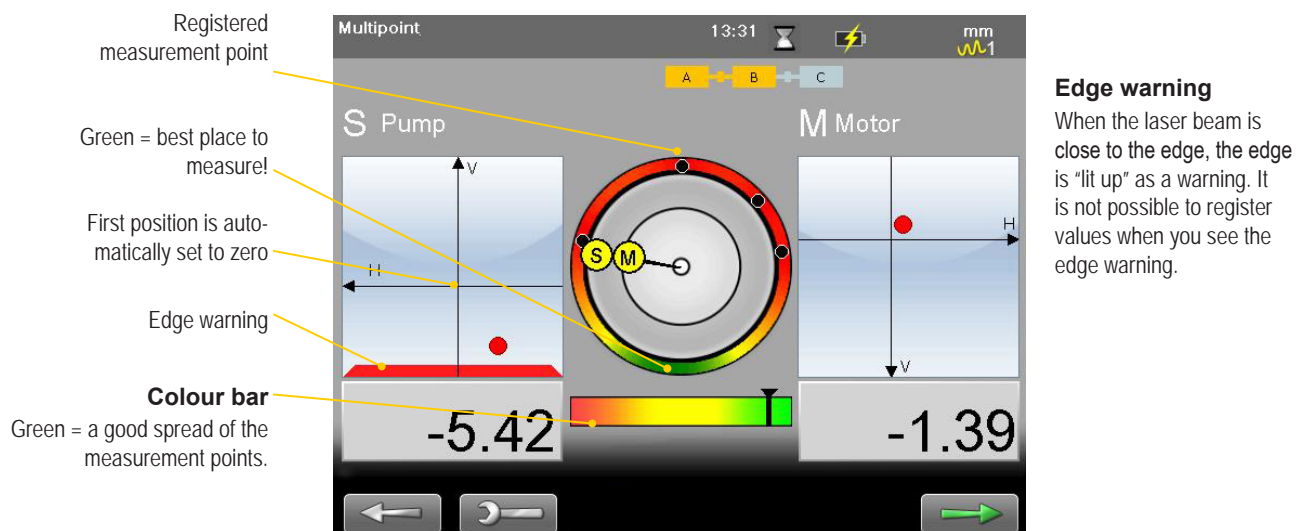 Registered
measurement point
Green = best place to
measure!
First position is auto-
matically set to zero
Edge warning
Colour bar
Green = a good spread of the
measurement points.
Multipoint
13:31
mm
1
A
B
C
S Pump
M Motor
V
H
S
M
H
V
-5.42
-1.39
Edge warning
When the laser beam is
close to the edge, the edge
is “lit up” as a warning. It
is not possible to register
values when you see the
edge warning.